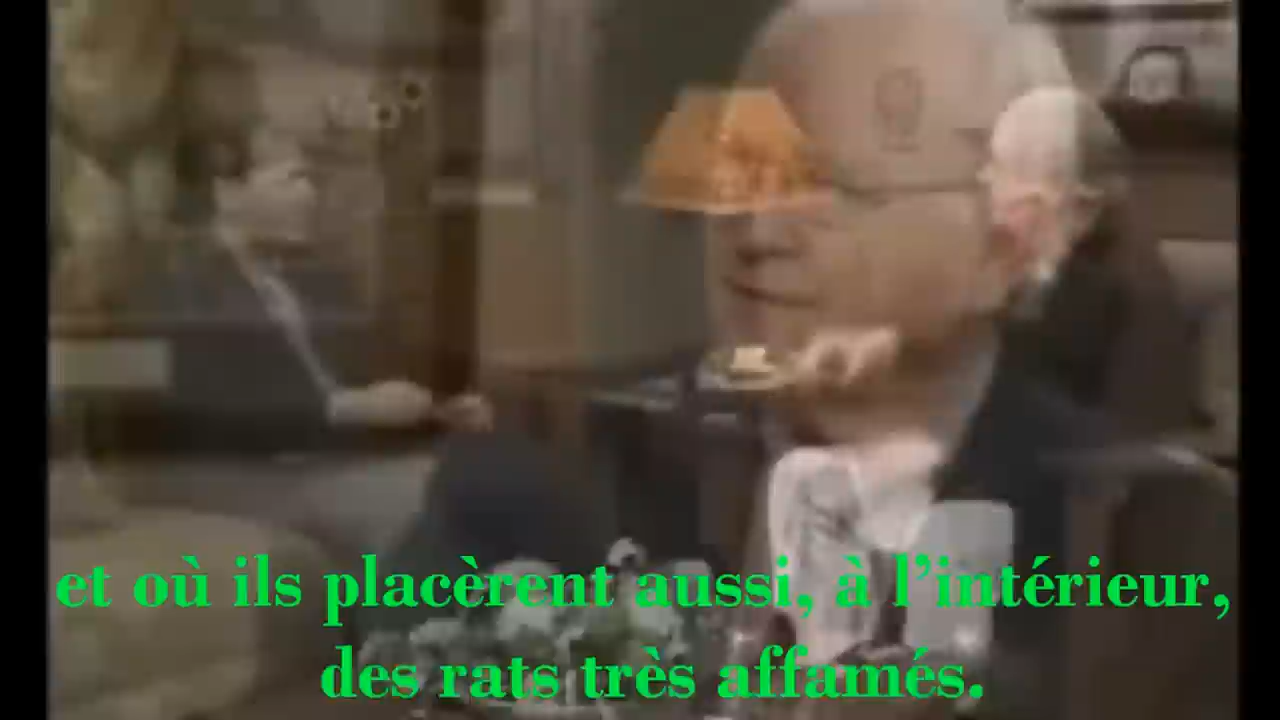 et où ils placèrent aussi, à l’intérieur,
des rats très affamés.